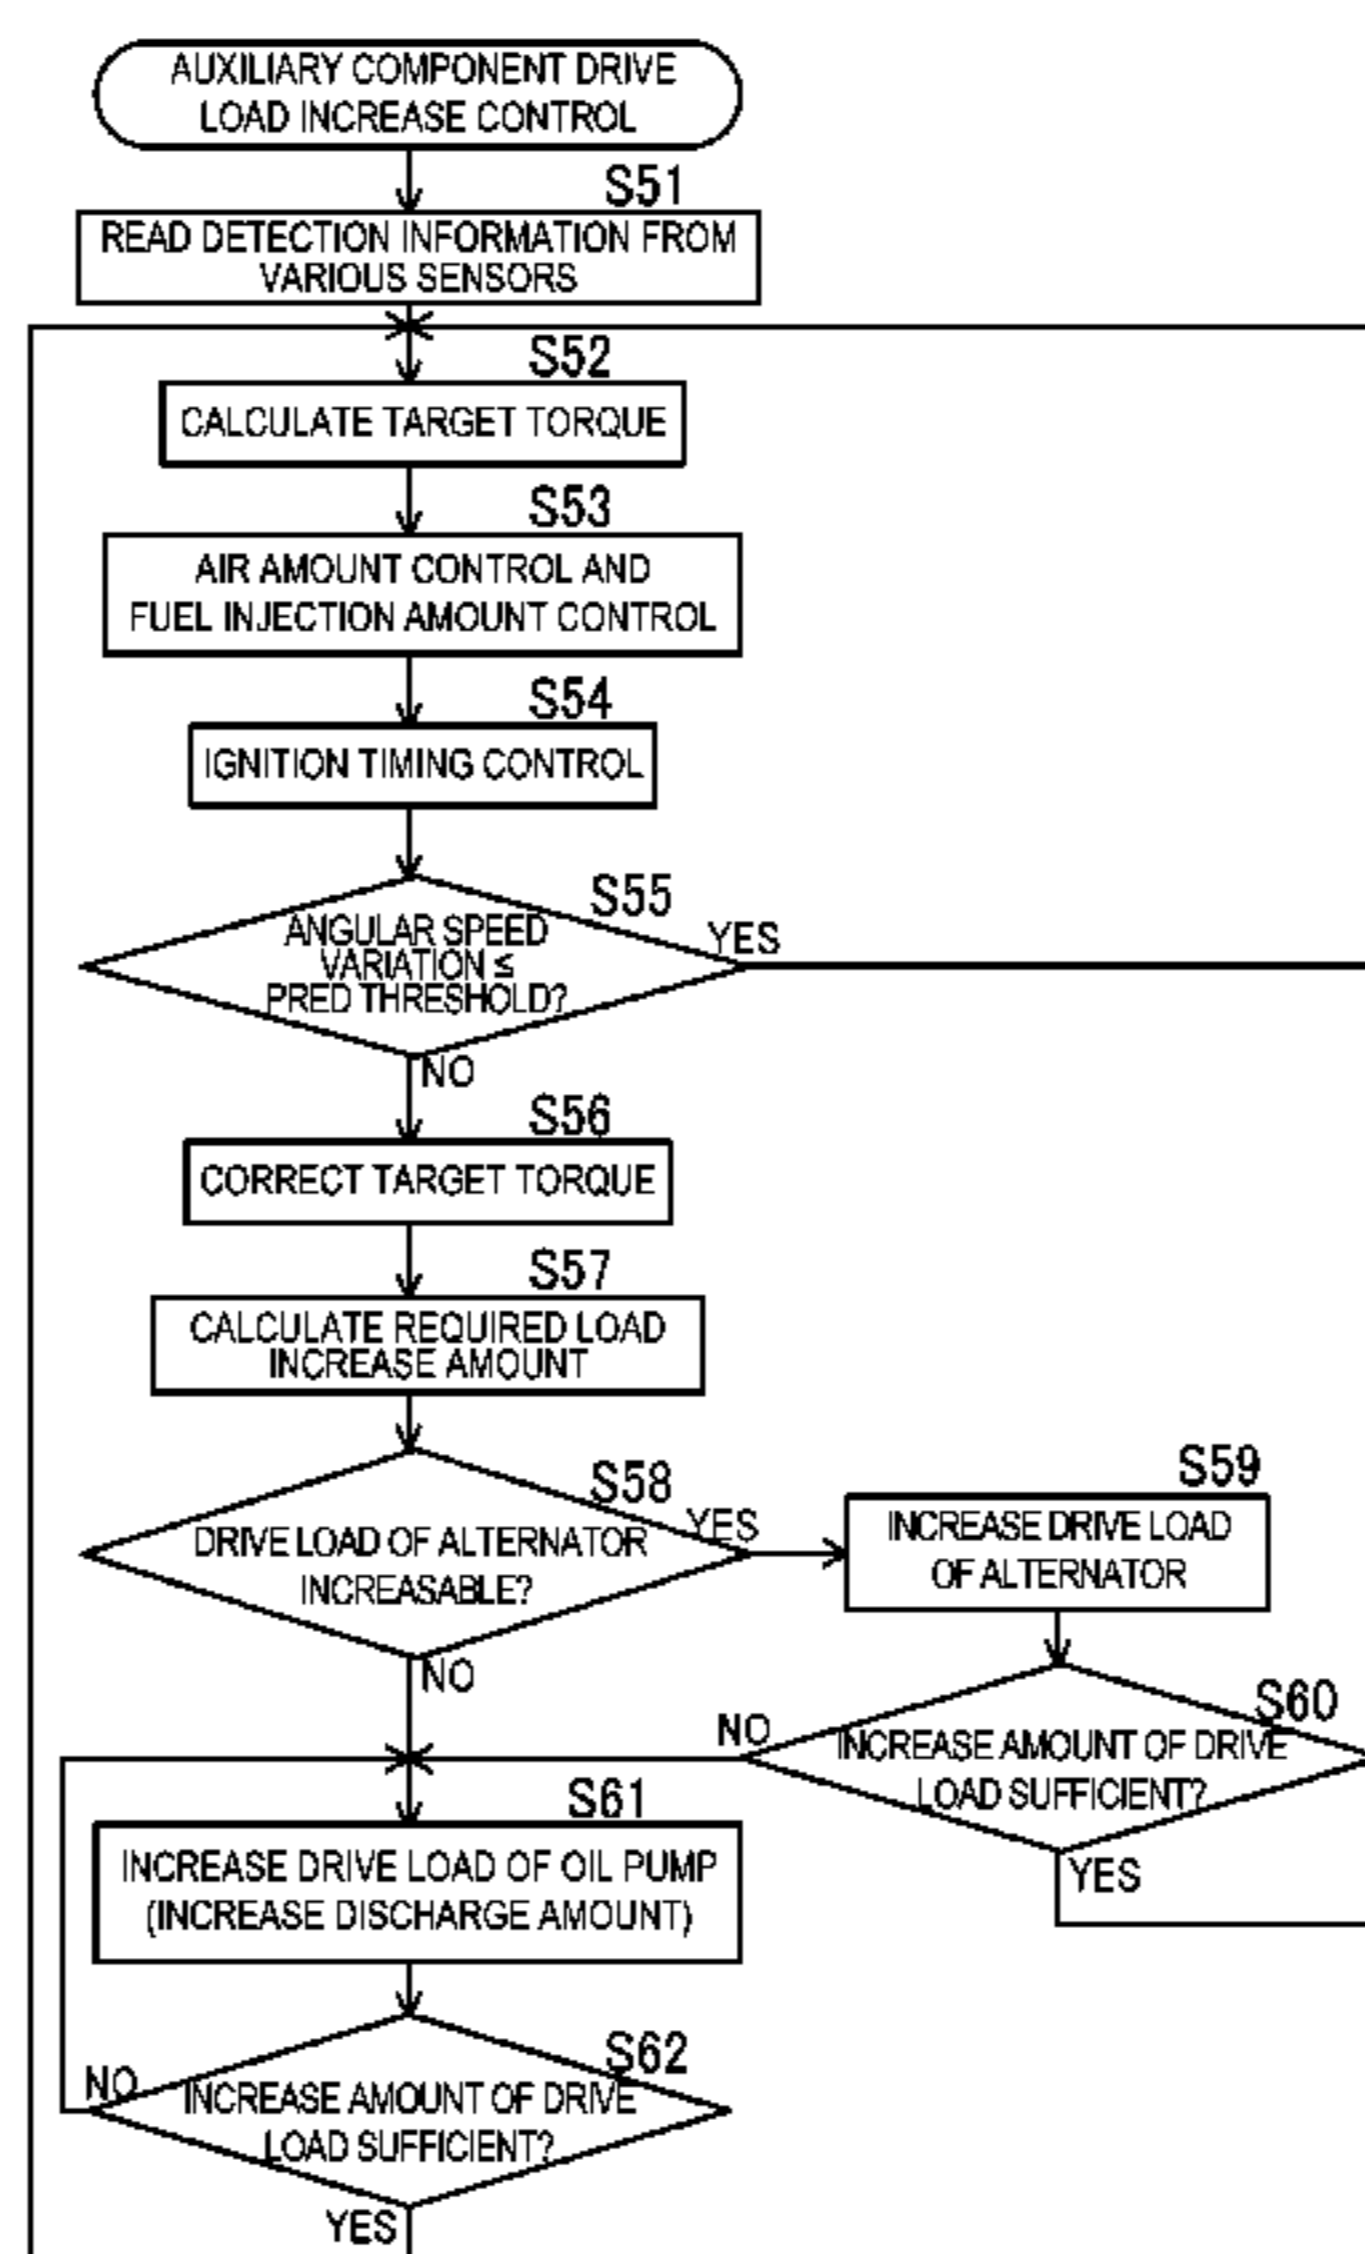 AUXILIARY COMPONENT DRIVE
LOAD INCREASE CONTROL
S51
READ DETECTION INFORMATION FROM
VARIOUS SENSORS
S52
CALCULATE TARGET TORQUE
S53
AIR AMOUNT CONTROL AND
FUEL INJECTION AMOUNT CONTROL
S54
IGNITION TIMING CONTROL
S55
ANGULAR SPEED
VARIATION ≤
PRED THRESHOLD?
YES
NO
S56
CORRECT TARGET TORQUE
S57
CALCULATE REQUIRED LOAD
INCREASE AMOUNT
S58
DRIVE LOAD OF ALTERNATOR
INCREASABLE?
YES
NO
S59
INCREASE DRIVE LOAD
OF ALTERNATOR
S60
INCREASE AMOUNT OF DRIVE
LOAD SUFFICIENT?
NO
YES
S61
INCREASE DRIVE LOAD OF OIL PUMP
(INCREASE DISCHARGE AMOUNT)
S62
INCREASE AMOUNT OF DRIVE
LOAD SUFFICIENT?
NO
YES